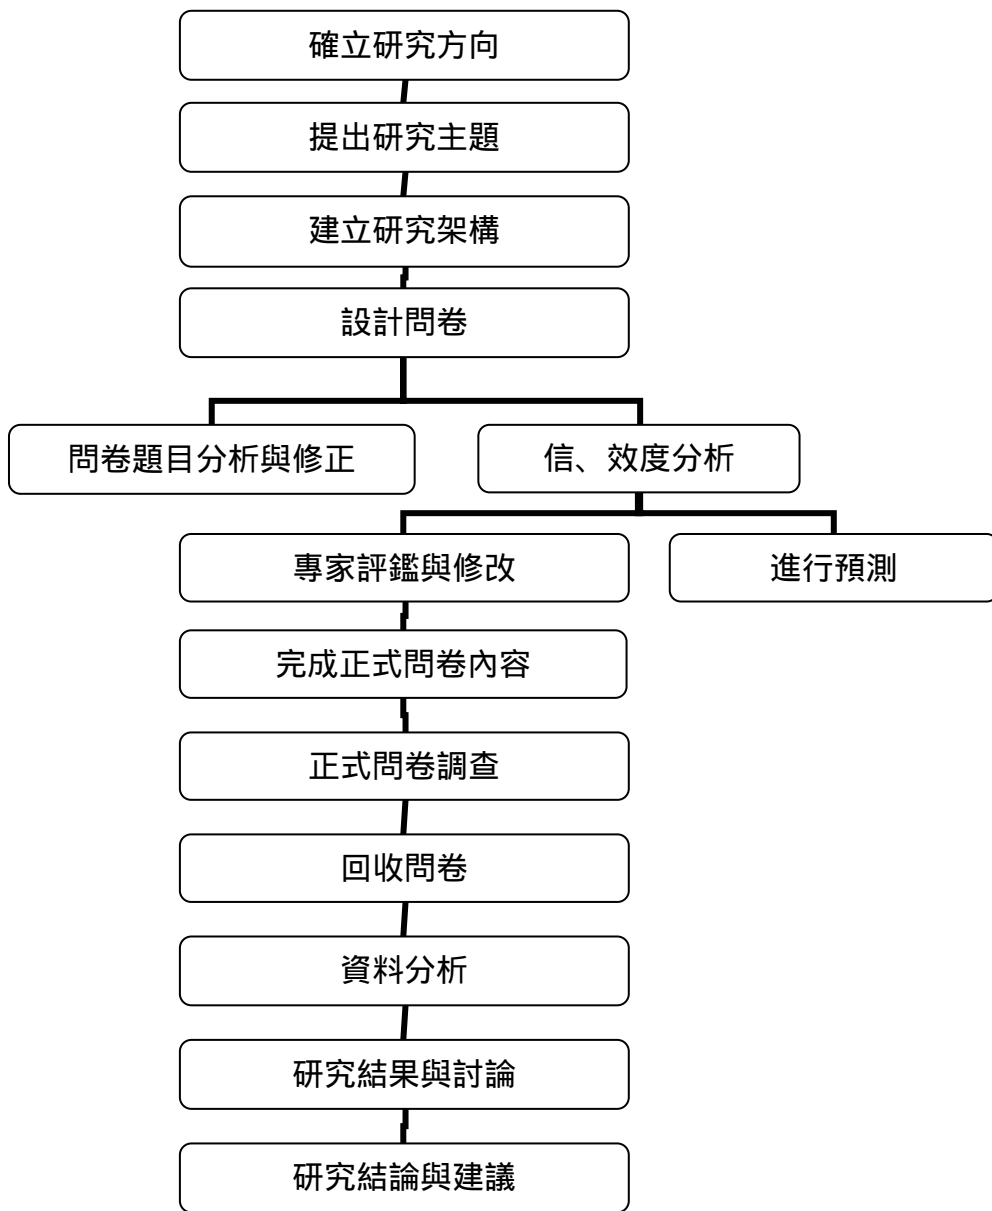 確立研究方向
提出研究主題
建立研究架構
設計問卷
問卷題目分析與修正
信、效度分析
專家評鑑與修改
進行預測
完成正式問卷內容
正式問卷調查
回收問卷
資料分析
研究結果與討論
研究結論與建議